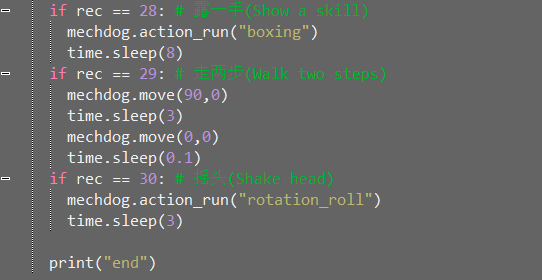 if rec == 28: # 露一手(Show a skill)
mechdog.action_run("boxing")
time.sleep(8)
if rec == 29: # 走两步(Walk two steps)
mechdog.move(90,0)
time.sleep(3)
mechdog.move(0,0)
time.sleep(0.1)
if rec == 30: # 摇头(Shake head)
mechdog.action_run("rotation_roll")
time.sleep(3)
print("end")